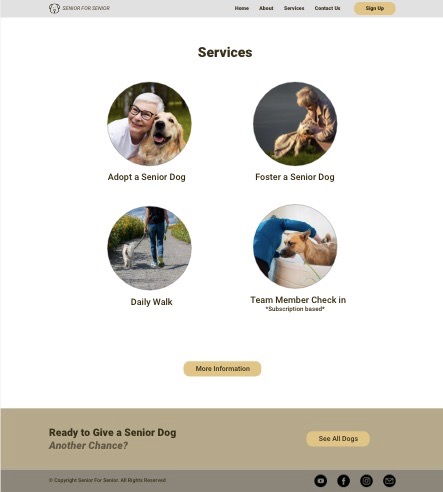 SENIOR FOR SENIOR
Home About Services Contact Us Sign Up
Services
Adopt a Senior Dog Foster a Senior Dog
Daily Walk Team Member Check in
*Subscription based*
More Information
Ready to Give a Senior Dog
Another Chance?
See All Dogs
© Copyright Senior For Senior. All Rights Reserved